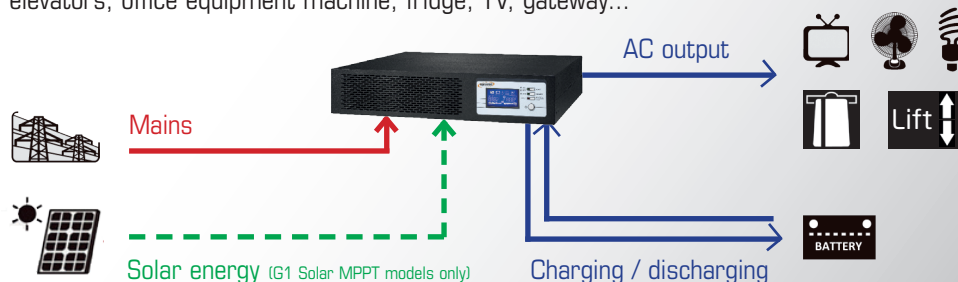 elevators, office equipment machine, fridge, TV, gateway...
AC output
Mains
Lift
BATTERY
Solar energy (G1 Solar MPPT models only)
Charging / discharging